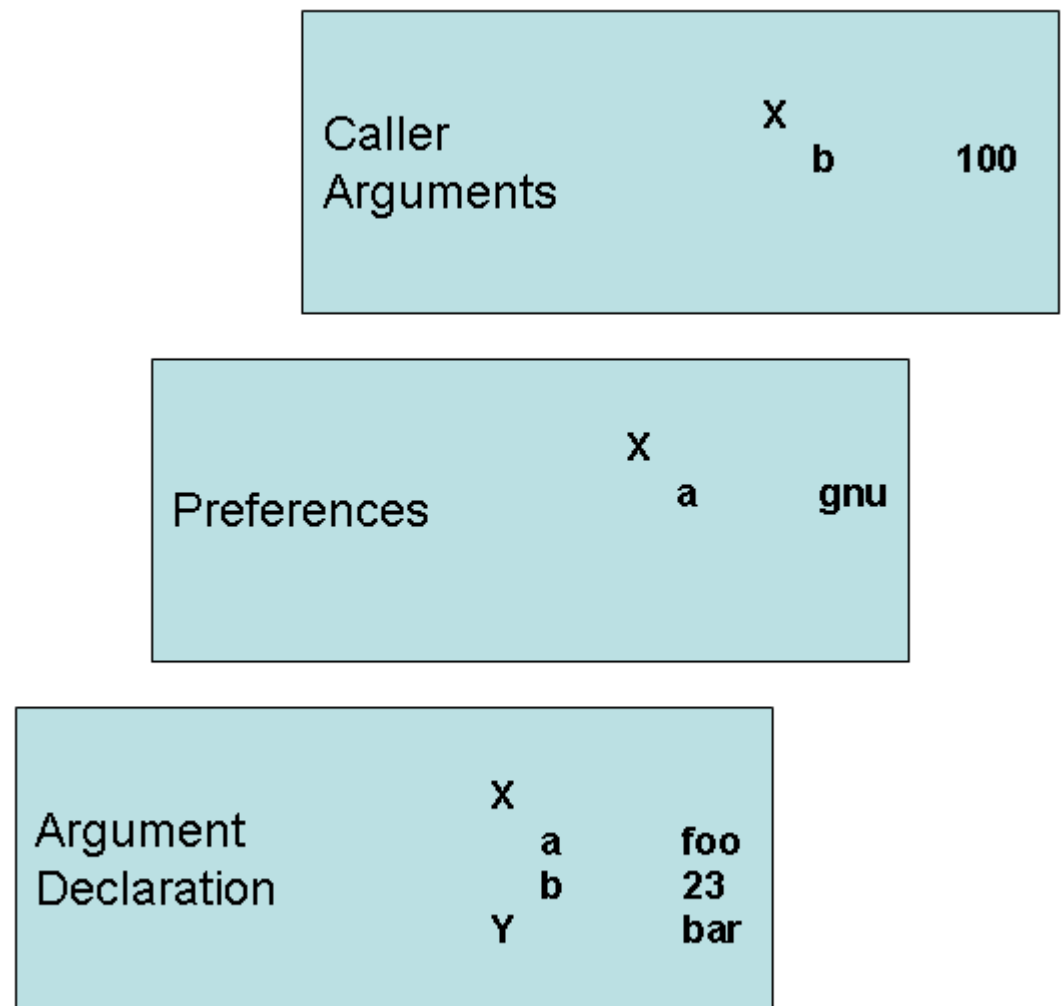 Caller
Arguments
X
b 100
Preferences
X
a gnu
Argument
Declaration
X
a foo
b 23
Y bar